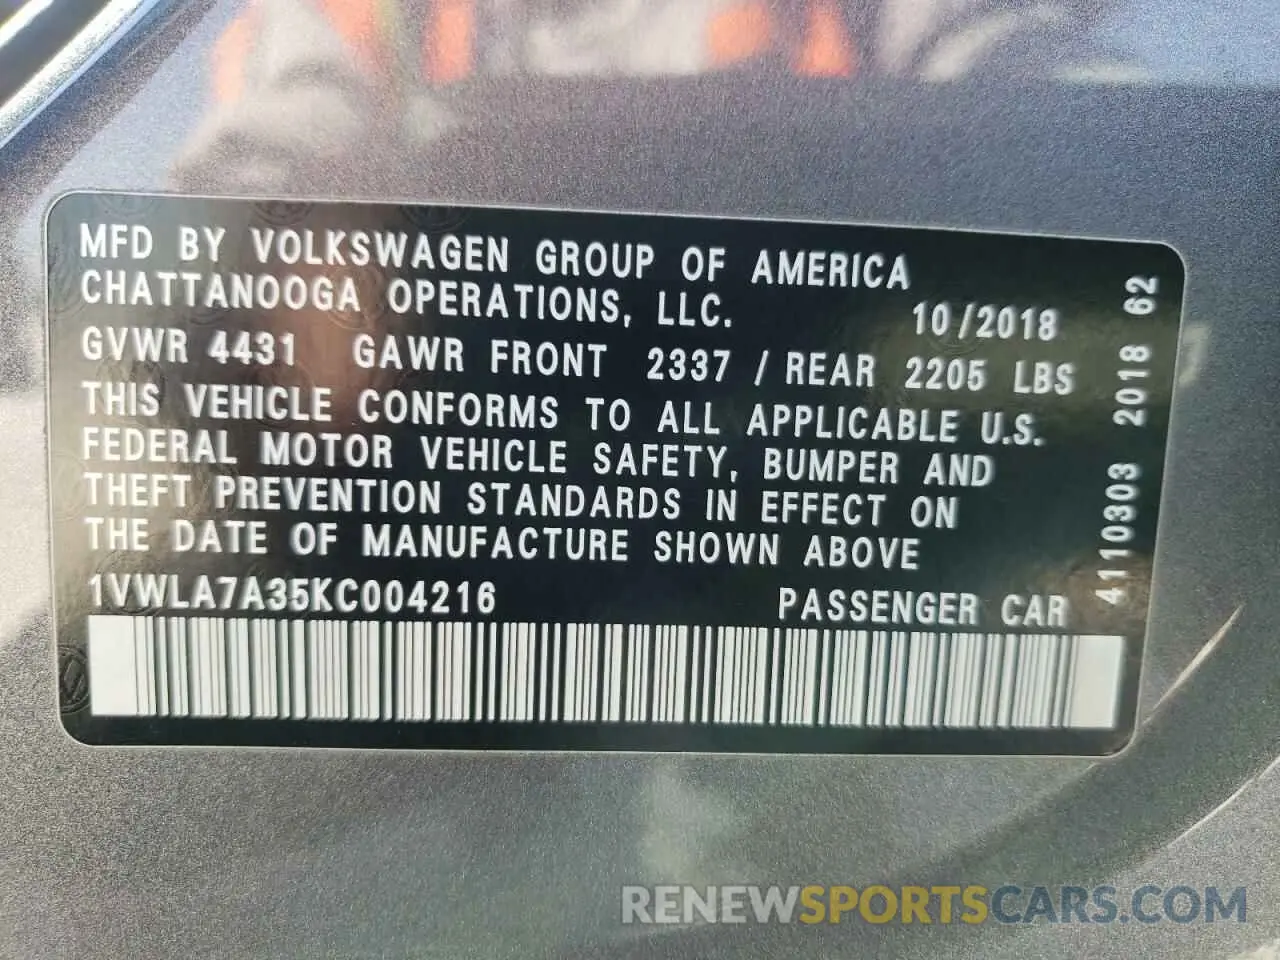 MFD BY VOLKSWAGEN GROUP OF AMERICA
CHATTANOOGA OPERATIONS, LLC. 10/2018
GVWR 4431 GAWR FRONT 2337 / REAR 2205 LBS
THIS VEHICLE CONFORMS TO ALL APPLICABLE U.S.
FEDERAL MOTOR VEHICLE SAFETY, BUMPER AND
THEFT PREVENTION STANDARDS IN EFFECT ON
THE DATE OF MANUFACTURE SHOWN ABOVE
1VWLA7A35KC004216 PASSENGER CAR
4110303 2018 62
RENEWSPORTSCARS.COM